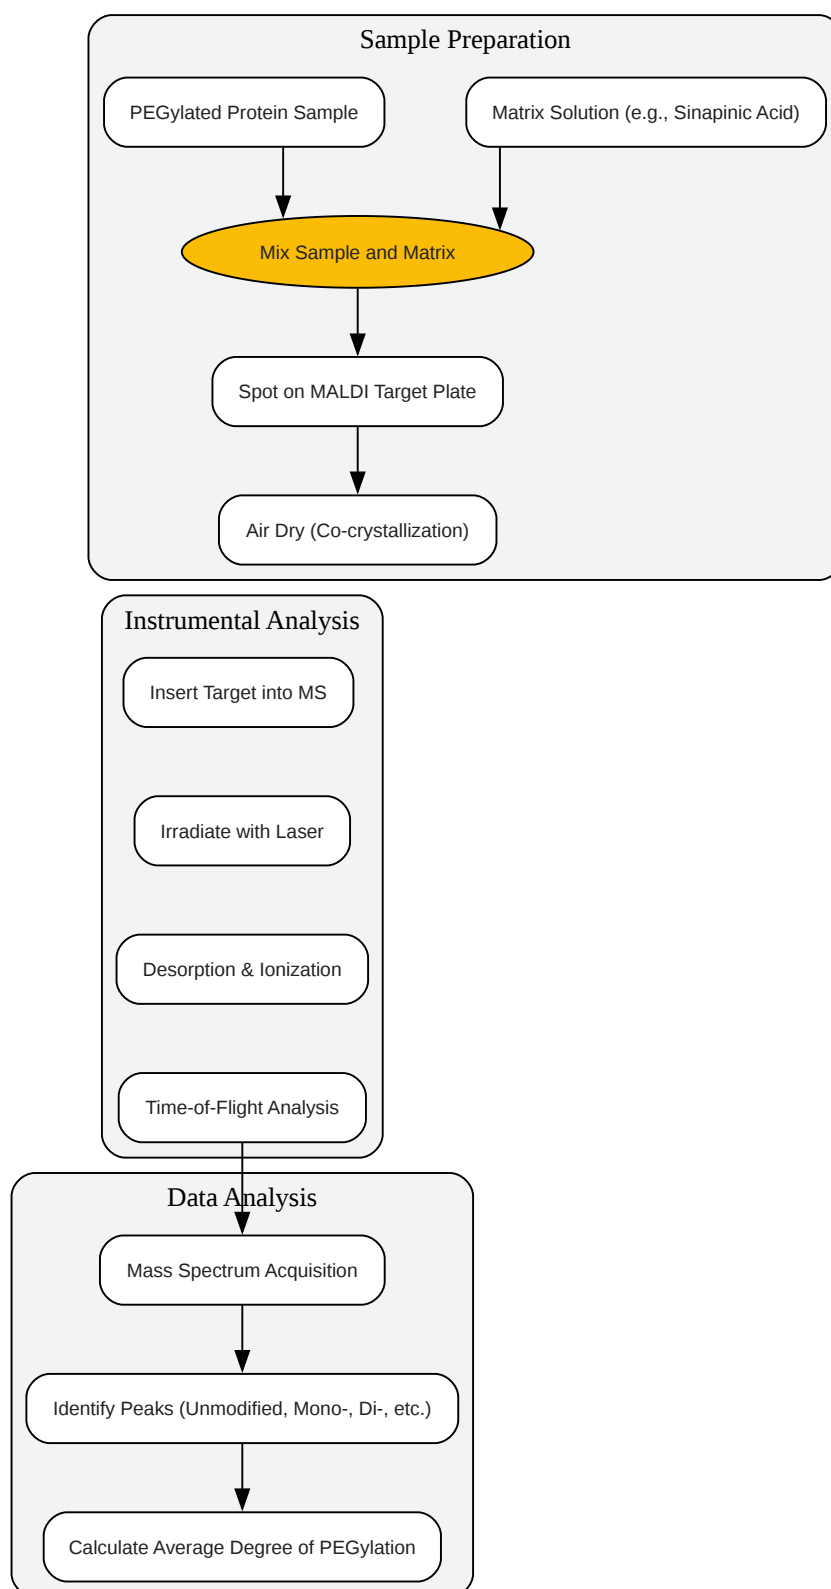 Sample Preparation
PEGylated Protein Sample
Matrix Solution (e.g., Sinapinic Acid)
Mix Sample and Matrix
Spot on MALDI Target Plate
Air Dry (Co-crystallization)
Instrumental Analysis
Insert Target into MS
Irradiate with Laser
Desorption & Ionization
Time-of-Flight Analysis
Data Analysis
Mass Spectrum Acquisition
Identify Peaks (Unmodified, Mono-, Di-, etc.)
Calculate Average Degree of PEGylation